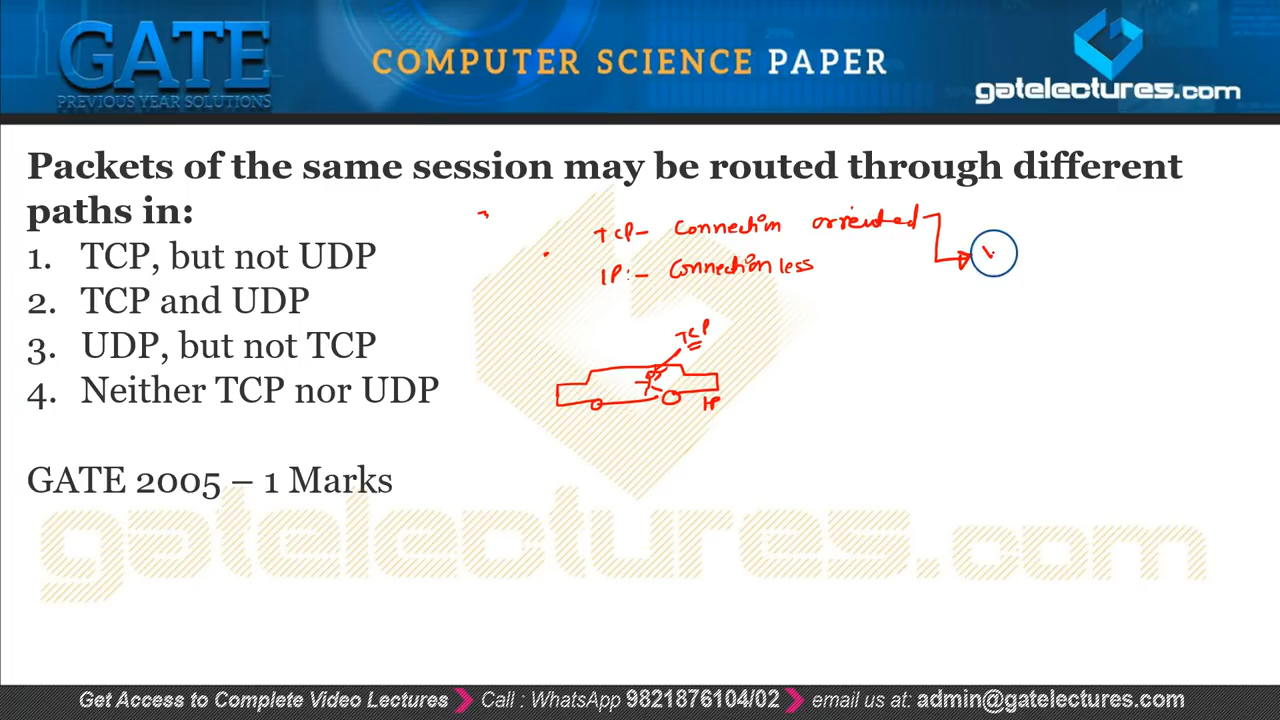 GATE
PREVIOUS YEAR SOLUTIONS
COMPUTER SCIENCE PAPER
gatelectures.com
Packets of the same session may be routed through different
paths in:
1. TCP, but not UDP
2. TCP and UDP
3. UDP, but not TCP
4. Neither TCP nor UDP
TCP- Connection oriented
IP:- Connection less
TCP
IP
GATE 2005 – 1 Marks
gatelectures.com
Get Access to Complete Video Lectures Call : WhatsApp 9821876104/02 email us at: admin@gatelectures.com